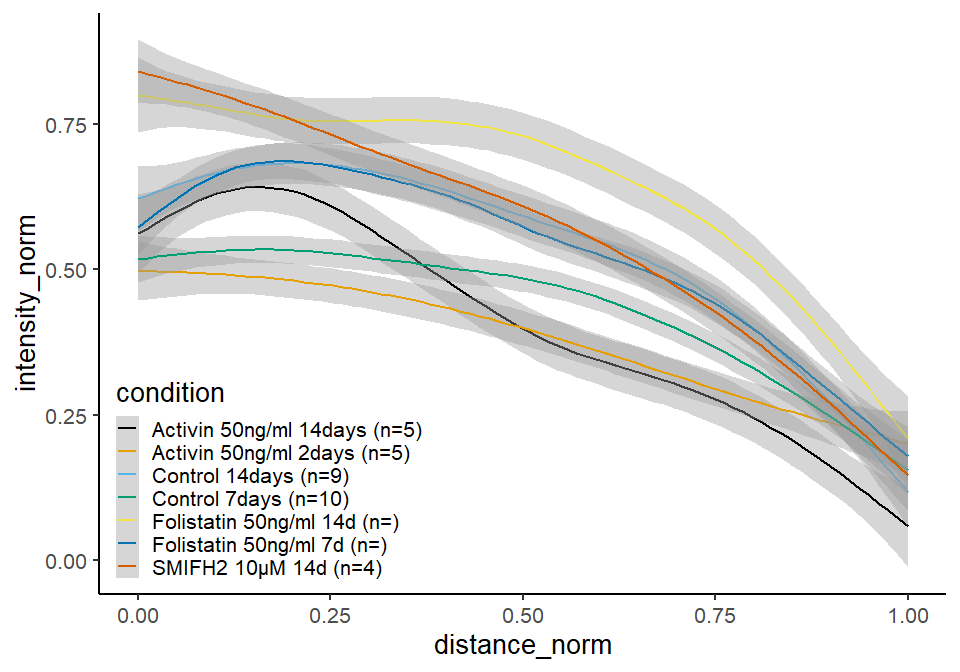 intensity_norm
0.75
0.50
0.25
0.00
condition
Activin 50ng/ml 14days (n=5)
Activin 50ng/ml 2days (n=5)
Control 14days (n=9)
Control 7days (n=10)
Folistatin 50ng/ml 14d (n=)
Folistatin 50ng/ml 7d (n=)
SMIFH2 10µM 14d (n=4)
0.00 0.25 0.50 0.75 1.00
distance_norm